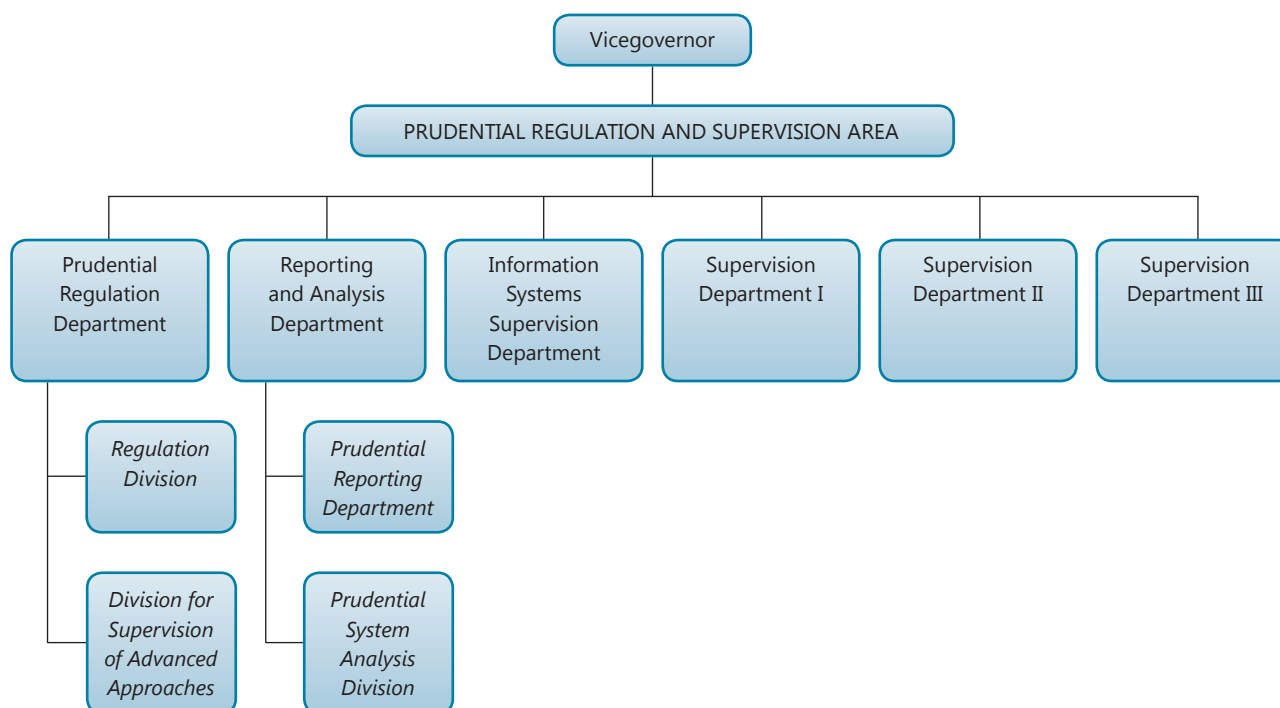 Vicegovernor
PRUDENTIAL REGULATION AND SUPERVISION AREA
Prudential
Regulation
Department
Reporting
and Analysis
Department
Information
Systems
Supervision
Department
Supervision
Department I
Supervision
Department II
Supervision
Department III
Regulation
Division
Prudential
Reporting
Department
Division for
Supervision
of Advanced
Approaches
Prudential
System
Analysis
Division